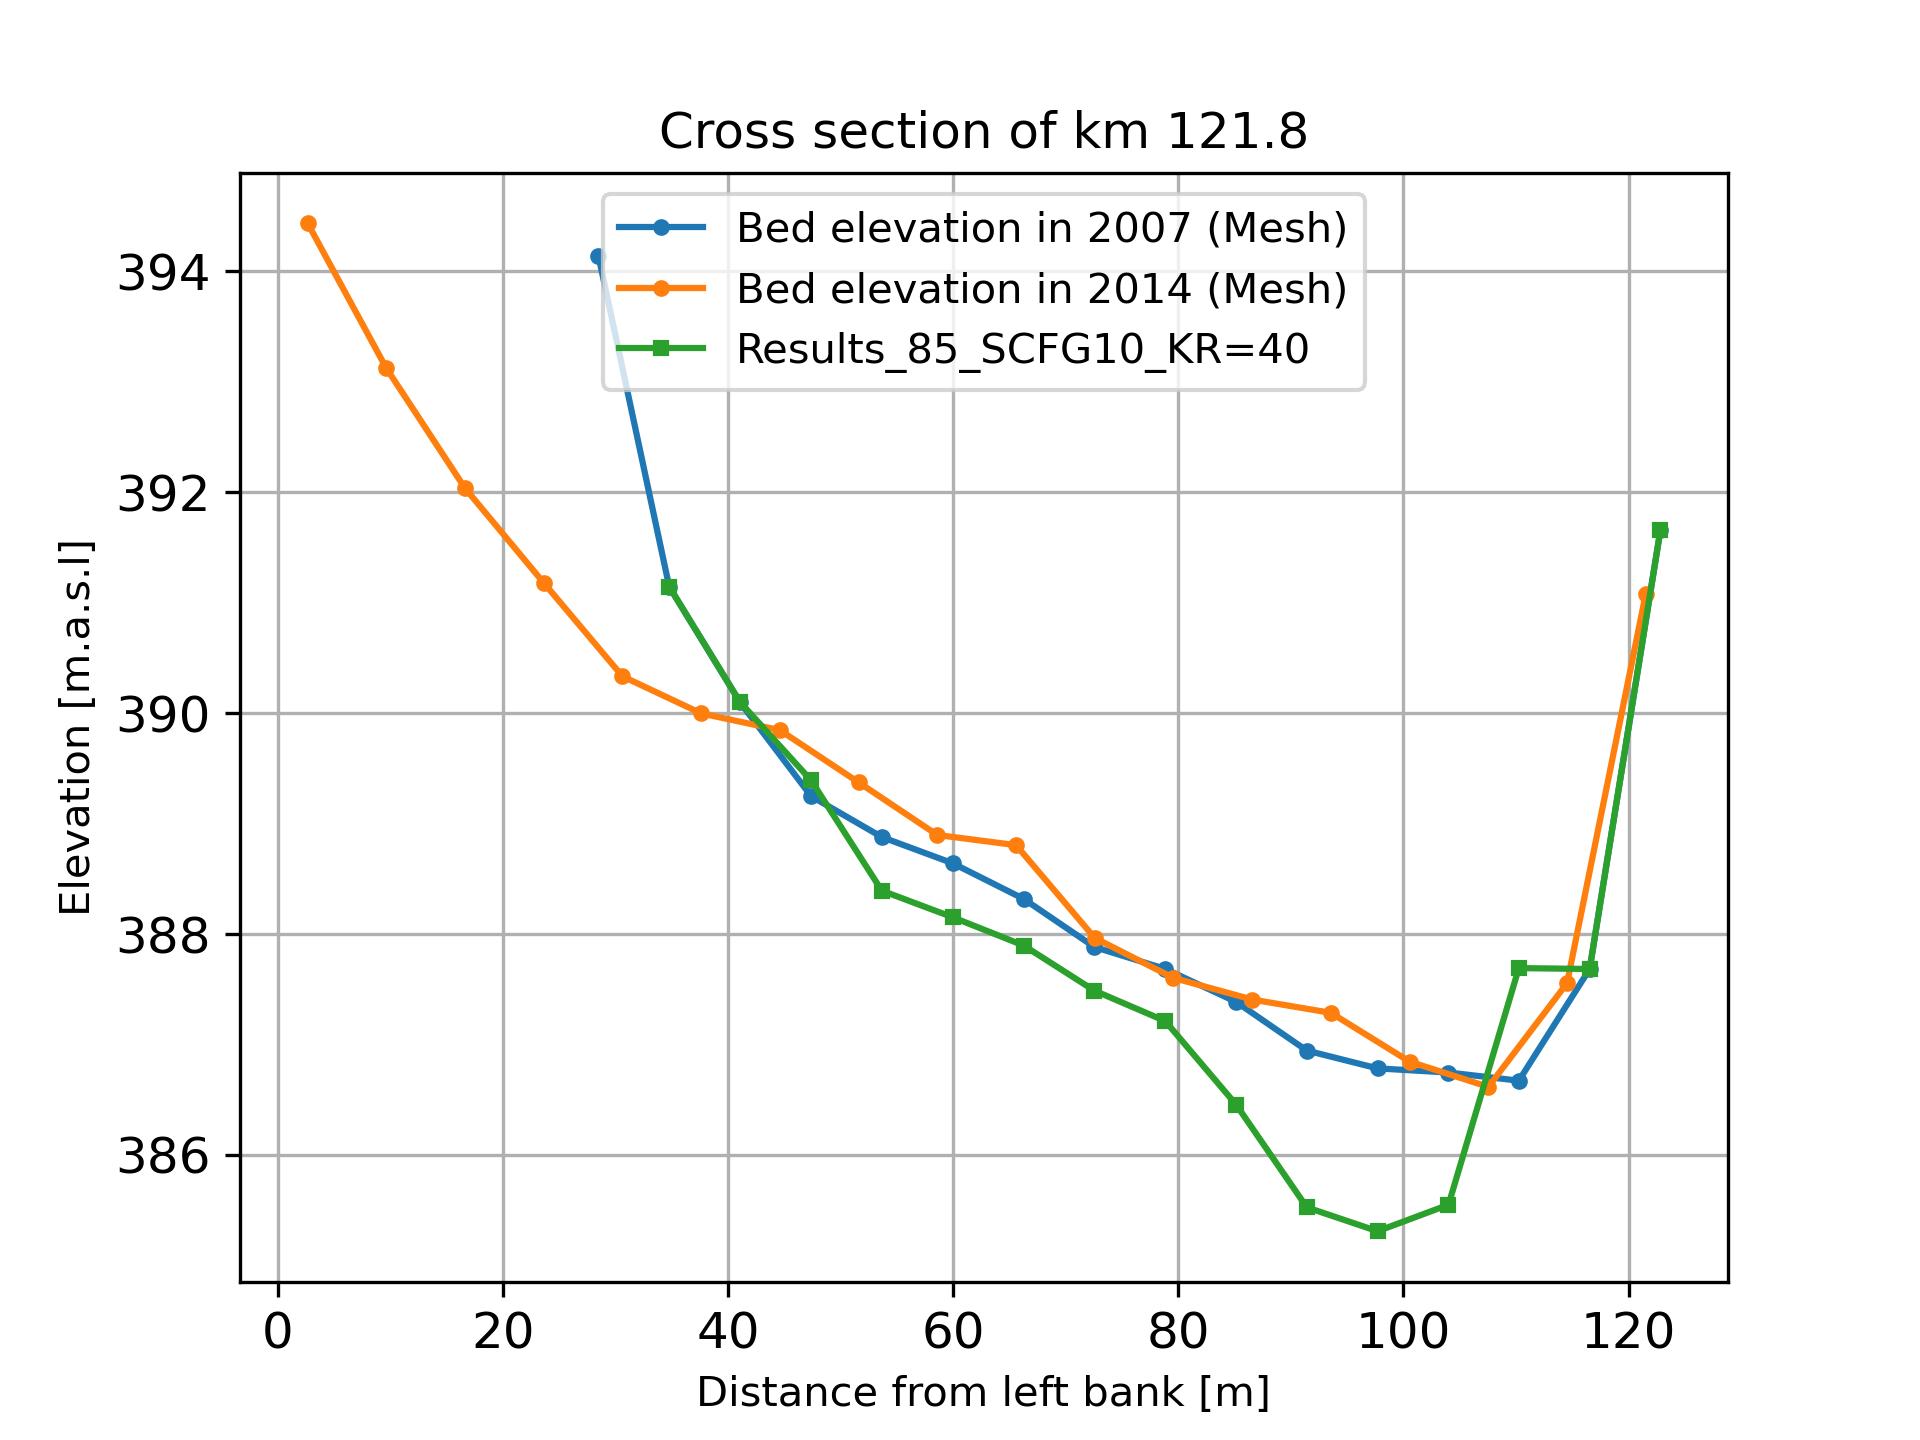 Cross section of km 121.8
Bed elevation in 2007 (Mesh)
Bed elevation in 2014 (Mesh)
Results_85_SCFG10_KR=40
394
392
390
388
386
Elevation [m.a.s.l]
0 20 40 60 80 100 120
Distance from left bank [m]